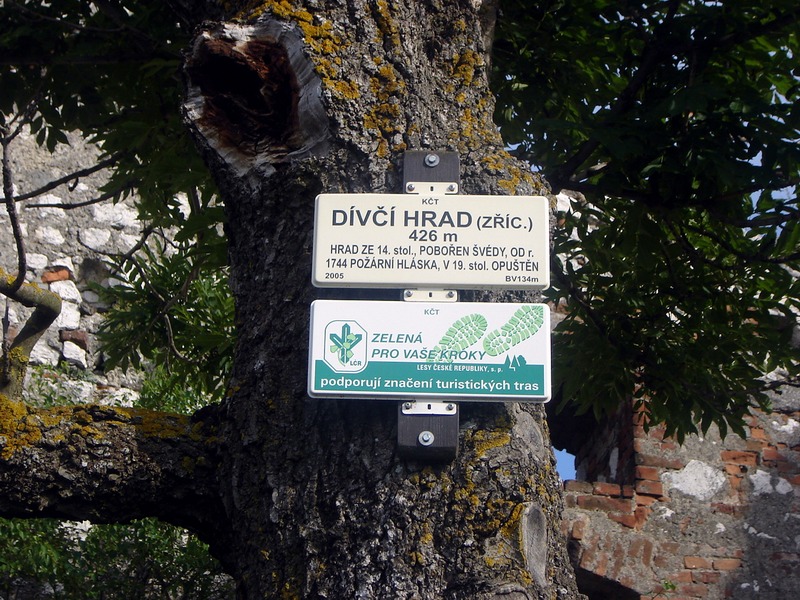 KČT
DÍVČÍ HRAD (ZŘÍC.)
426 m
HRAD ZE 14. stol., POBOŘEN ŠVÉDY, OD r.
1744 POŽÁRNÍ HLÁSKA, V 19. stol. OPUŠTĚN
2005 BV134m
KČT
ZELENÁ
PRO VAŠE KROKY
LČR
LESY ČESKÉ REPUBLIKY, s. p.
podporují značení turistických tras